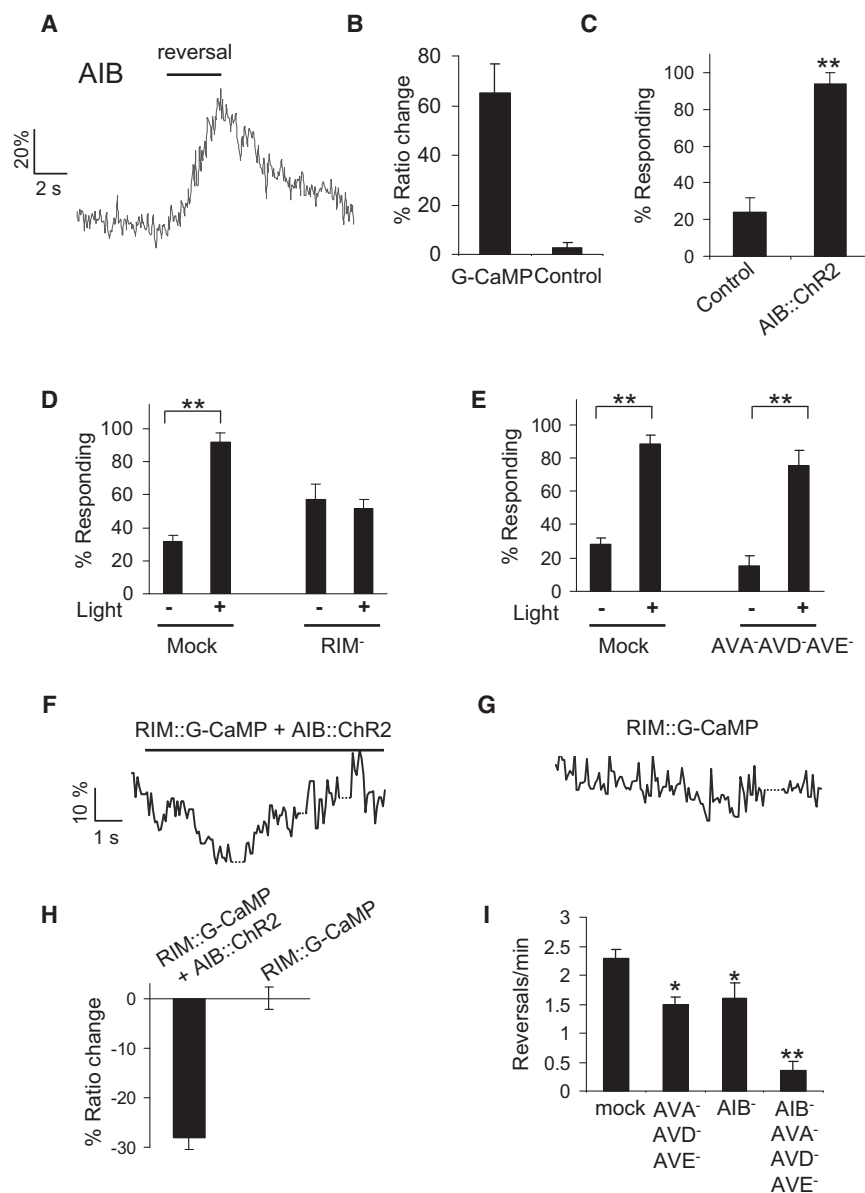 A
reversal
AIB
20%
2 s
B
% Ratio change
80
60
40
20
0
G-CaMP Control
C
% Responding
100
80
60
40
20
0
**
Control
AIB::ChR2
D
% Responding
100
80
60
40
20
0
**
Light - + - +
Mock RIM-
E
% Responding
100
80
60
40
20
0
** **
Light - + - +
Mock AVA-AVD-AVE-
F
RIM::G-CaMP + AIB::ChR2
10 %
1 s
G
RIM::G-CaMP
H
RIM::G-CaMP
+ AIB::ChR2
RIM::G-CaMP
% Ratio change
0
-10
-20
-30
I
Reversals/min
3
2.5
2
1.5
1
0.5
0
* * **
mock
AVA-
AVD-
AVE-
AIB-
AIB-
AVA-
AVD-
AVE-